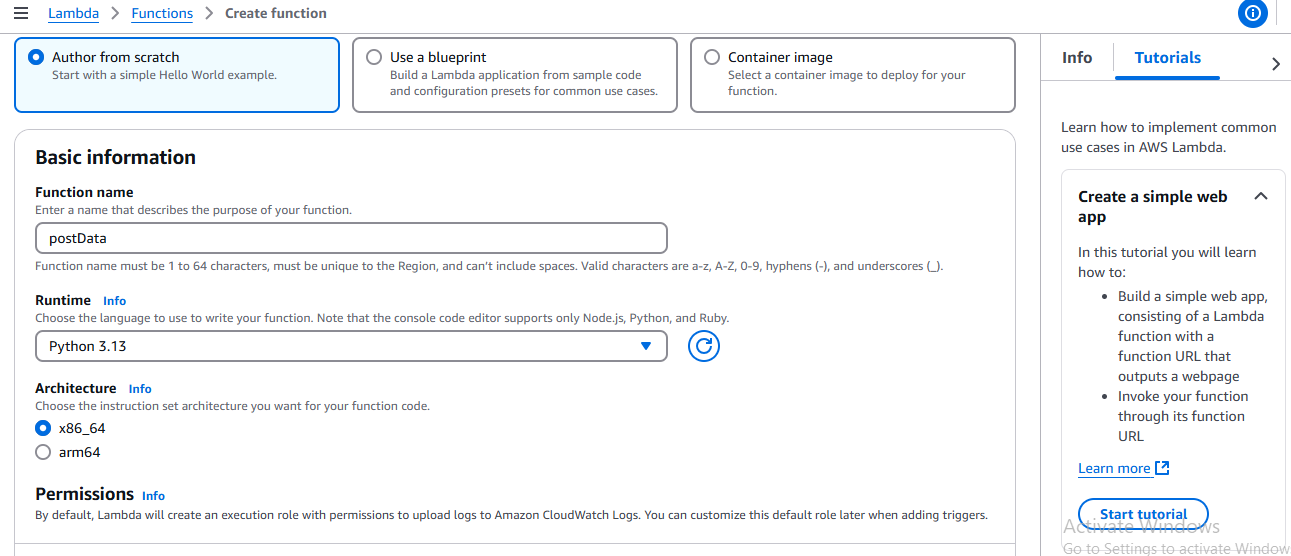 Lambda > Functions > Create function
Author from scratch
Start with a simple Hello World example.
Use a blueprint
Build a Lambda application from sample code
and configuration presets for common use cases.
Container image
Select a container image to deploy for your
function.
Basic information
Function name
Enter a name that describes the purpose of your function.
postData
Function name must be 1 to 64 characters, must be unique to the Region, and can't include spaces. Valid characters are a-z, A-Z, 0-9, hyphens (-), and underscores (_).
Runtime Info
Choose the language to use to write your function. Note that the console code editor supports only Node.js, Python, and Ruby.
Python 3.13
Architecture Info
Choose the instruction set architecture you want for your function code.
x86_64
arm64
Permissions Info
By default, Lambda will create an execution role with permissions to upload logs to Amazon CloudWatch Logs. You can customize this default role later when adding triggers.
Info Tutorials
Learn how to implement common
use cases in AWS Lambda.
Create a simple web
app
In this tutorial you will learn
how to:
• Build a simple web app,
consisting of a Lambda
function with a
function URL that
outputs a webpage
• Invoke your function
through its function
URL
Learn more
Start tutorial
Activate Windows
Go to Settings to activate Window